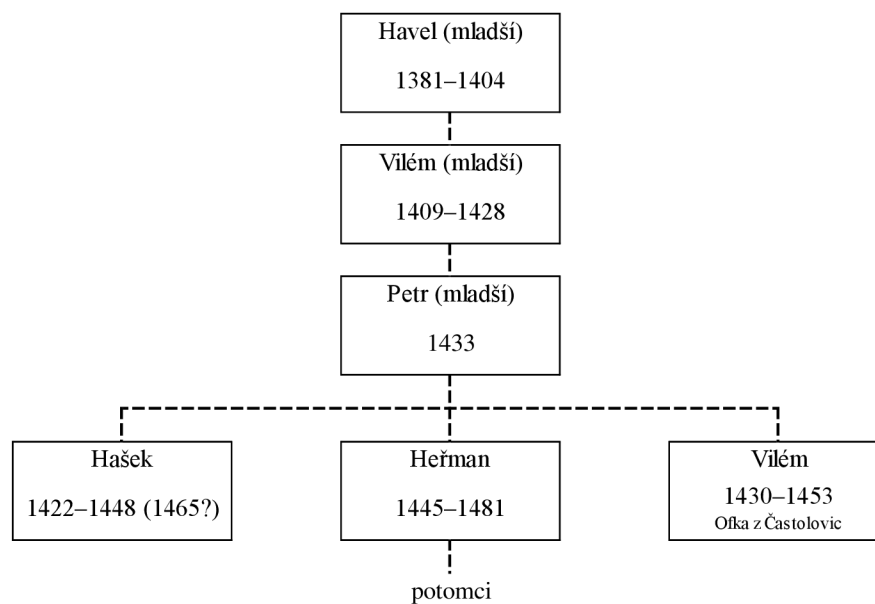 Havel (mladší)
1381–1404
Vilém (mladší)
1409–1428
Petr (mladší)
1433
Hašek
1422–1448 (1465?)
Heřman
1445–1481
Vilém
1430–1453
Ofka z Častolovic
potomci